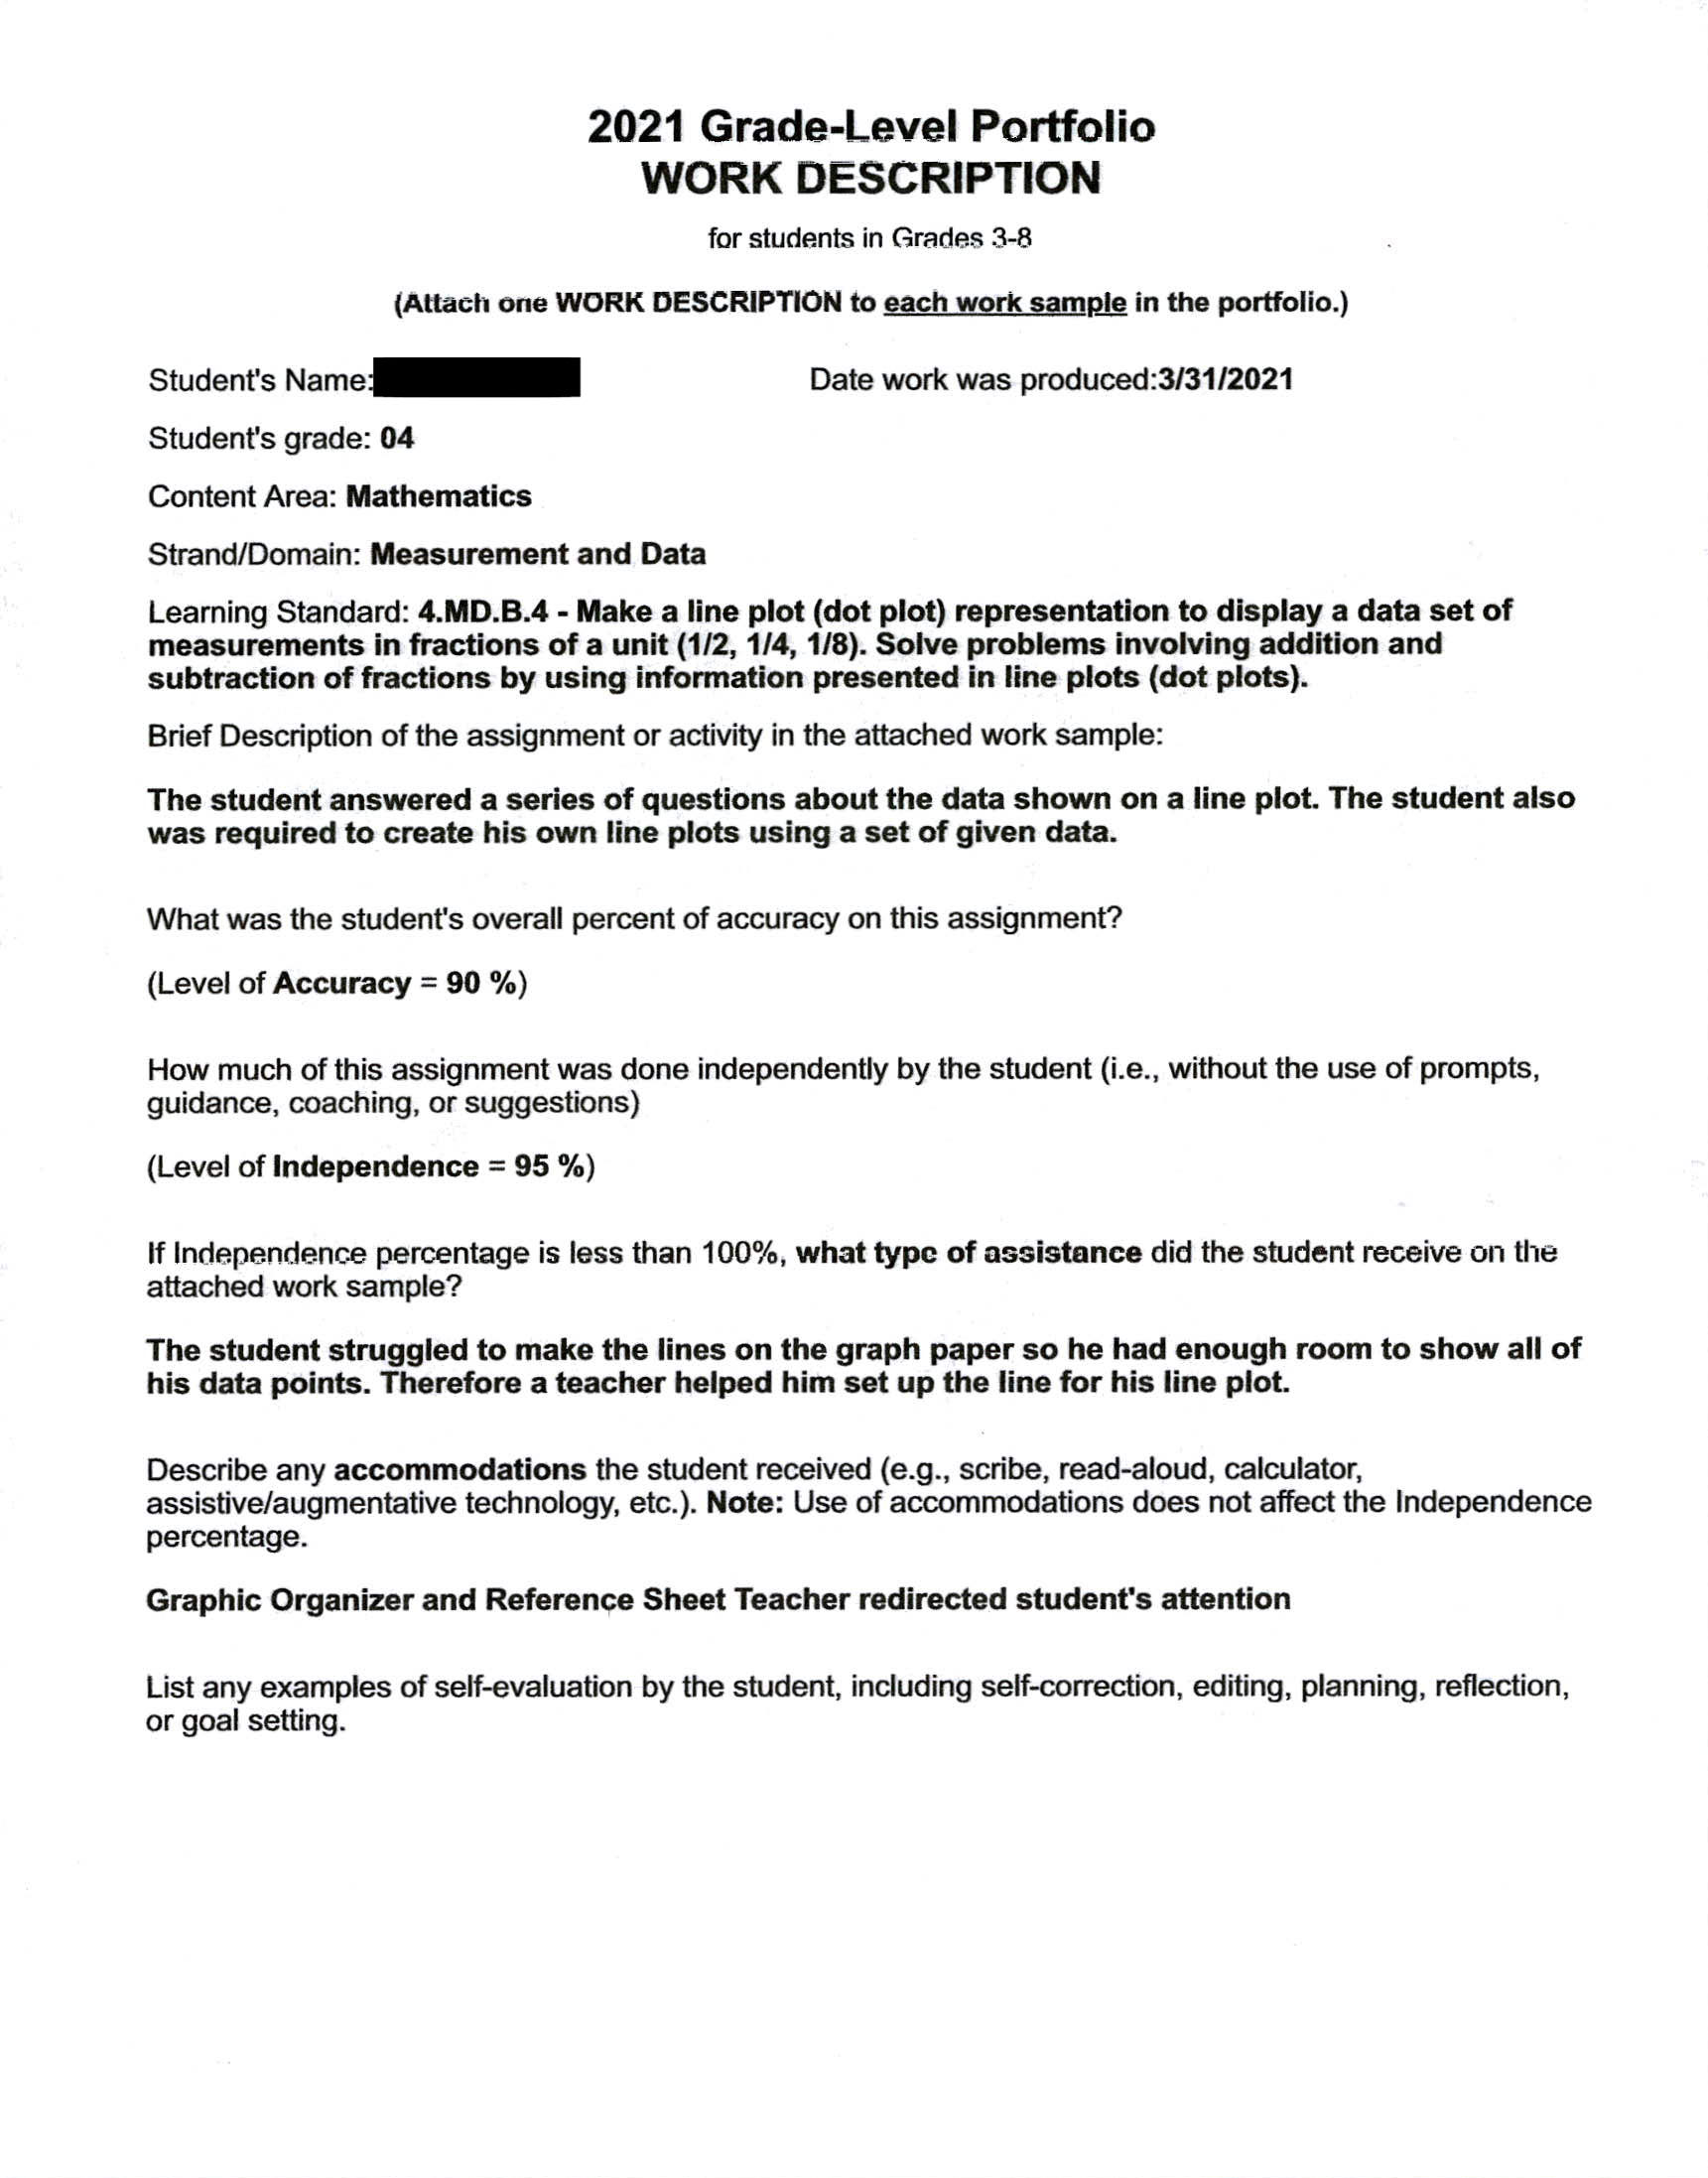 2021 Grade-Level Portfolio
WORK DESCRIPTION
for students in Grades 3-8
(Attach one WORK DESCRIPTION to each work sample in the portfolio.)
Student's Name: Date work was produced:3/31/2021
Student's grade: 04
Content Area: Mathematics
Strand/Domain: Measurement and Data
Learning Standard: 4.MD.B.4 - Make a line plot (dot plot) representation to display a data set of
measurements in fractions of a unit (1/2, 1/4, 1/8). Solve problems involving addition and
subtraction of fractions by using information presented in line plots (dot plots).
Brief Description of the assignment or activity in the attached work sample:
The student answered a series of questions about the data shown on a line plot. The student also
was required to create his own line plots using a set of given data.
What was the student's overall percent of accuracy on this assignment?
(Level of Accuracy = 90 %)
How much of this assignment was done independently by the student (i.e., without the use of prompts,
guidance, coaching, or suggestions)
(Level of Independence = 95 %)
If Independence percentage is less than 100%, what type of assistance did the student receive on the
attached work sample?
The student struggled to make the lines on the graph paper so he had enough room to show all of
his data points. Therefore a teacher helped him set up the line for his line plot.
Describe any accommodations the student received (e.g., scribe, read-aloud, calculator,
assistive/augmentative technology, etc.). Note: Use of accommodations does not affect the Independence
percentage.
Graphic Organizer and Reference Sheet Teacher redirected student's attention
List any examples of self-evaluation by the student, including self-correction, editing, planning, reflection,
or goal setting.